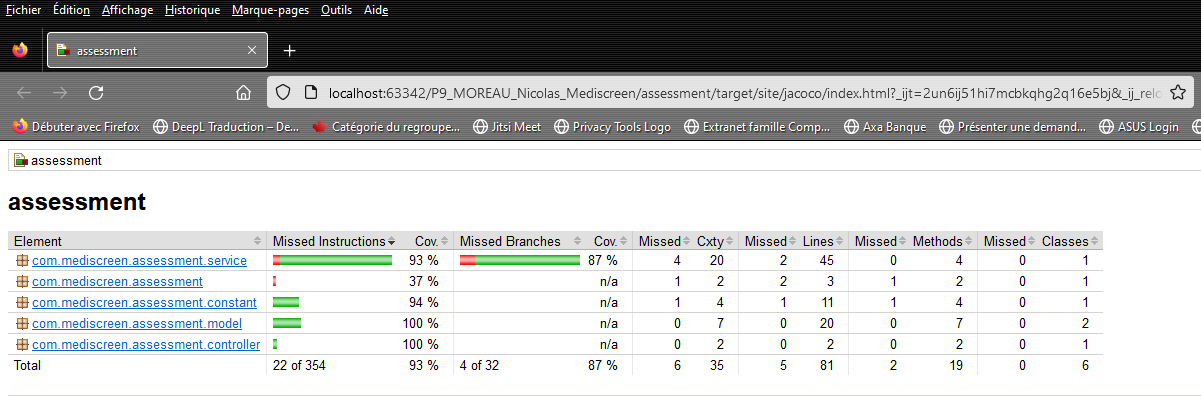 Fichier Édition Affichage Historique Marque-pages Outils Aide
assessment
localhost:63342/P9_MOREAU_Nicolas_Mediscreen/assessment/target/site/jacoco/index.html?_ijt=2un6ij51hi7mcbkqhg2q16e5bj&_ij_relc
Débuter avec Firefox DeepL Traduction – De... Catégorie du regroupe... Jitsi Meet Privacy Tools Logo Extranet famille Comp... Axa Banque Présenter une demand... ASUS Login
assessment
assessment
Element Missed Instructions Cov. Missed Branches Cov. Missed Cxty Missed Lines Missed Methods Missed Classes
com.mediscreen.assessment.service 93 % 87 % 4 20 2 45 0 4 0 1
com.mediscreen.assessment 37 % n/a 1 2 2 3 1 2 0 1
com.mediscreen.assessment.constant 94 % n/a 1 4 1 11 1 4 0 1
com.mediscreen.assessment.model 100 % n/a 0 7 0 20 0 7 0 2
com.mediscreen.assessment.controller 100 % n/a 0 2 0 2 0 2 0 1
Total 22 of 354 93 % 4 of 32 87 % 6 35 5 81 2 19 0 6